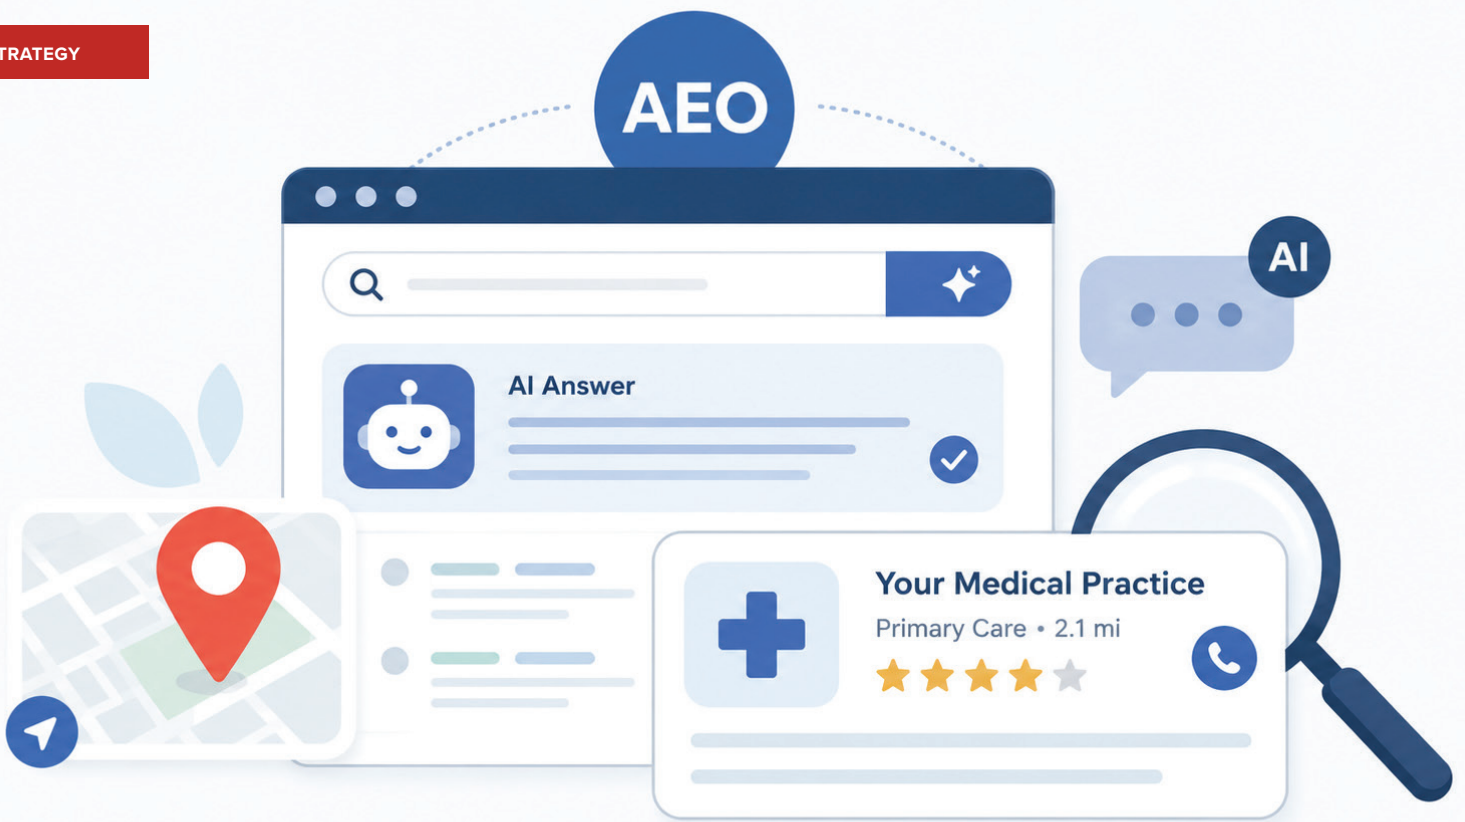 TRATEGY
AEO
AI
AI Answer
Your Medical Practice
Primary Care • 2.1 mi